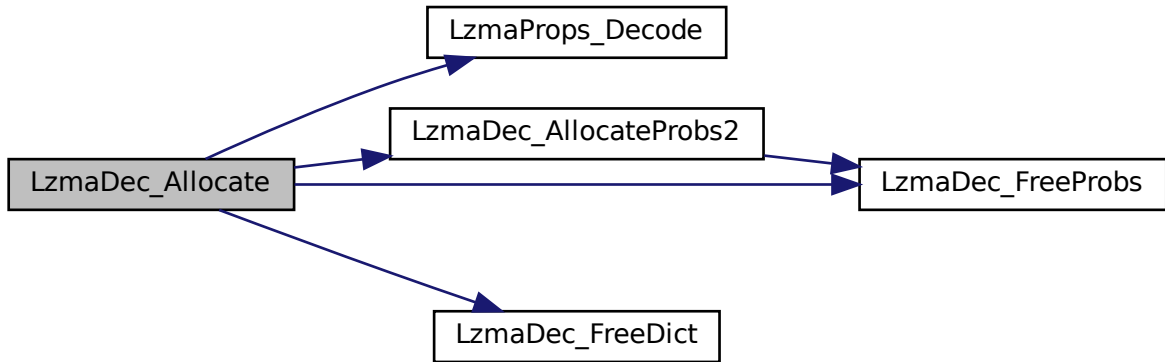 LzmaProps_Decode
LzmaDec_AllocateProbs2
LzmaDec_Allocate
LzmaDec_FreeProbs
LzmaDec_FreeDict